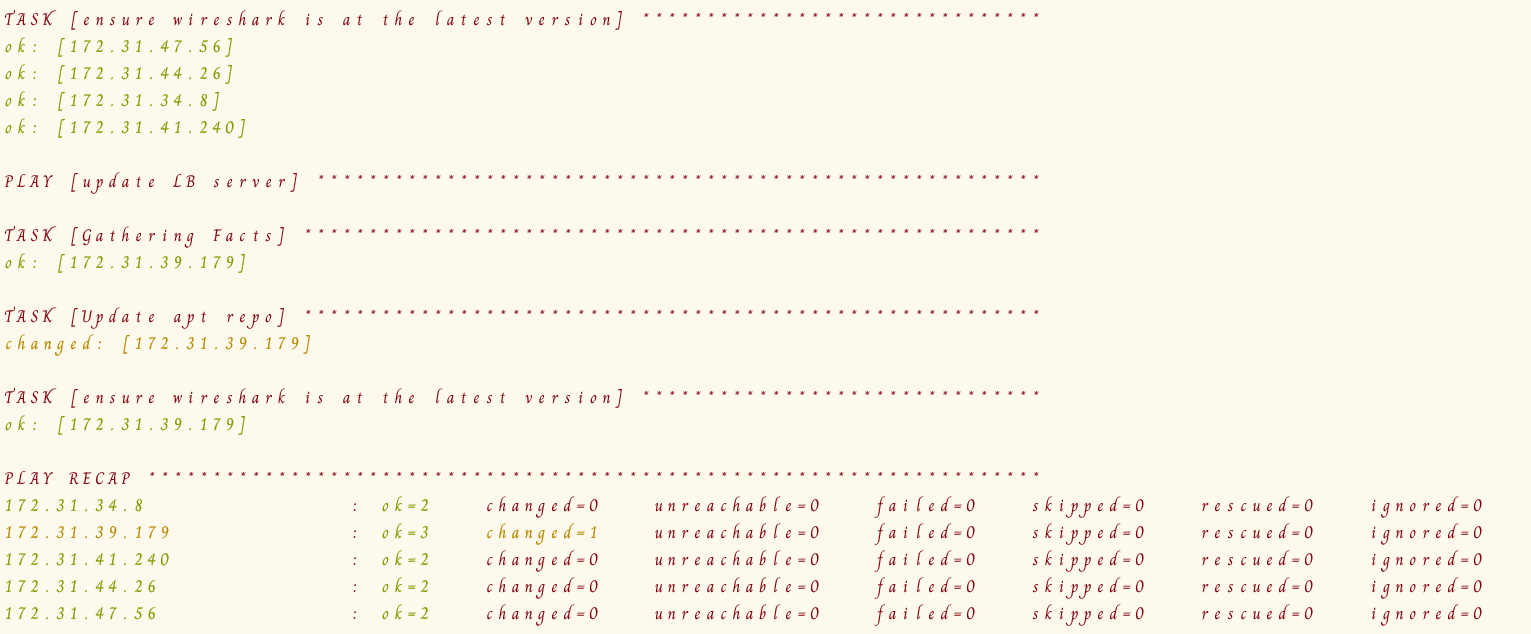 TASK [ensure wireshark is at the latest version] *******************************
ok: [172.31.47.56]
ok: [172.31.44.26]
ok: [172.31.34.8]
ok: [172.31.41.240]
PLAY [update LB server] ********************************************************
TASK [Gathering Facts] *********************************************************
ok: [172.31.39.179]
TASK [Update apt repo] *********************************************************
changed: [172.31.39.179]
TASK [ensure wireshark is at the latest version] *******************************
ok: [172.31.39.179]
PLAY RECAP *********************************************************************
172.31.34.8                : ok=2    changed=0    unreachable=0    failed=0    skipped=0    rescued=0    ignored=0
172.31.39.179              : ok=3    changed=1    unreachable=0    failed=0    skipped=0    rescued=0    ignored=0
172.31.41.240              : ok=2    changed=0    unreachable=0    failed=0    skipped=0    rescued=0    ignored=0
172.31.44.26               : ok=2    changed=0    unreachable=0    failed=0    skipped=0    rescued=0    ignored=0
172.31.47.56               : ok=2    changed=0    unreachable=0    failed=0    skipped=0    rescued=0    ignored=0